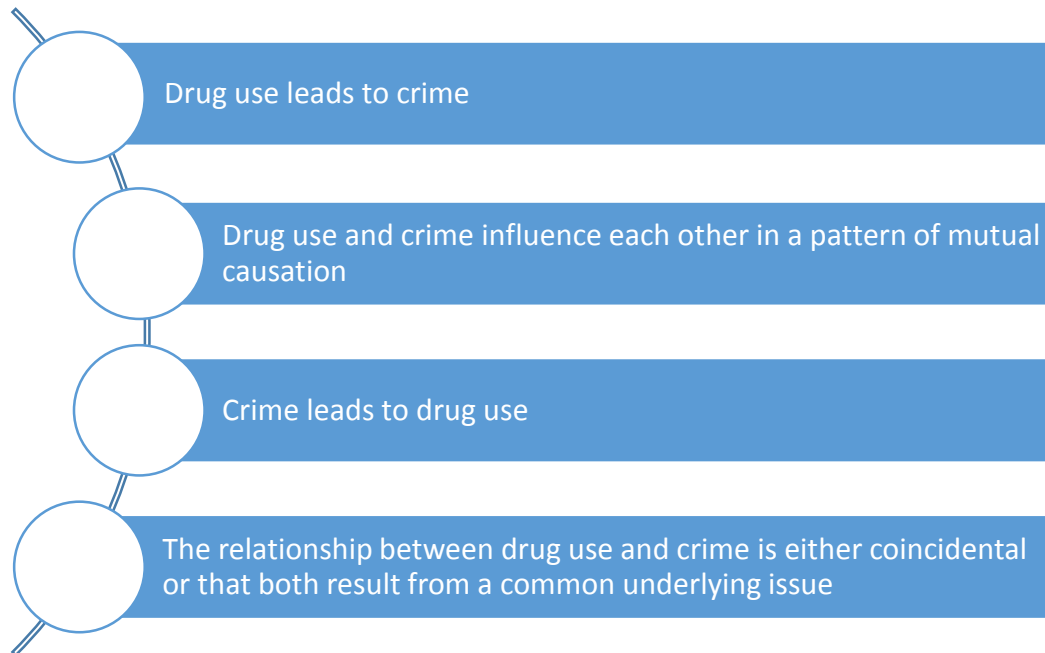 Drug use leads to crime
Drug use and crime influence each other in a pattern of mutual
causation
Crime leads to drug use
The relationship between drug use and crime is either coincidental
or that both result from a common underlying issue